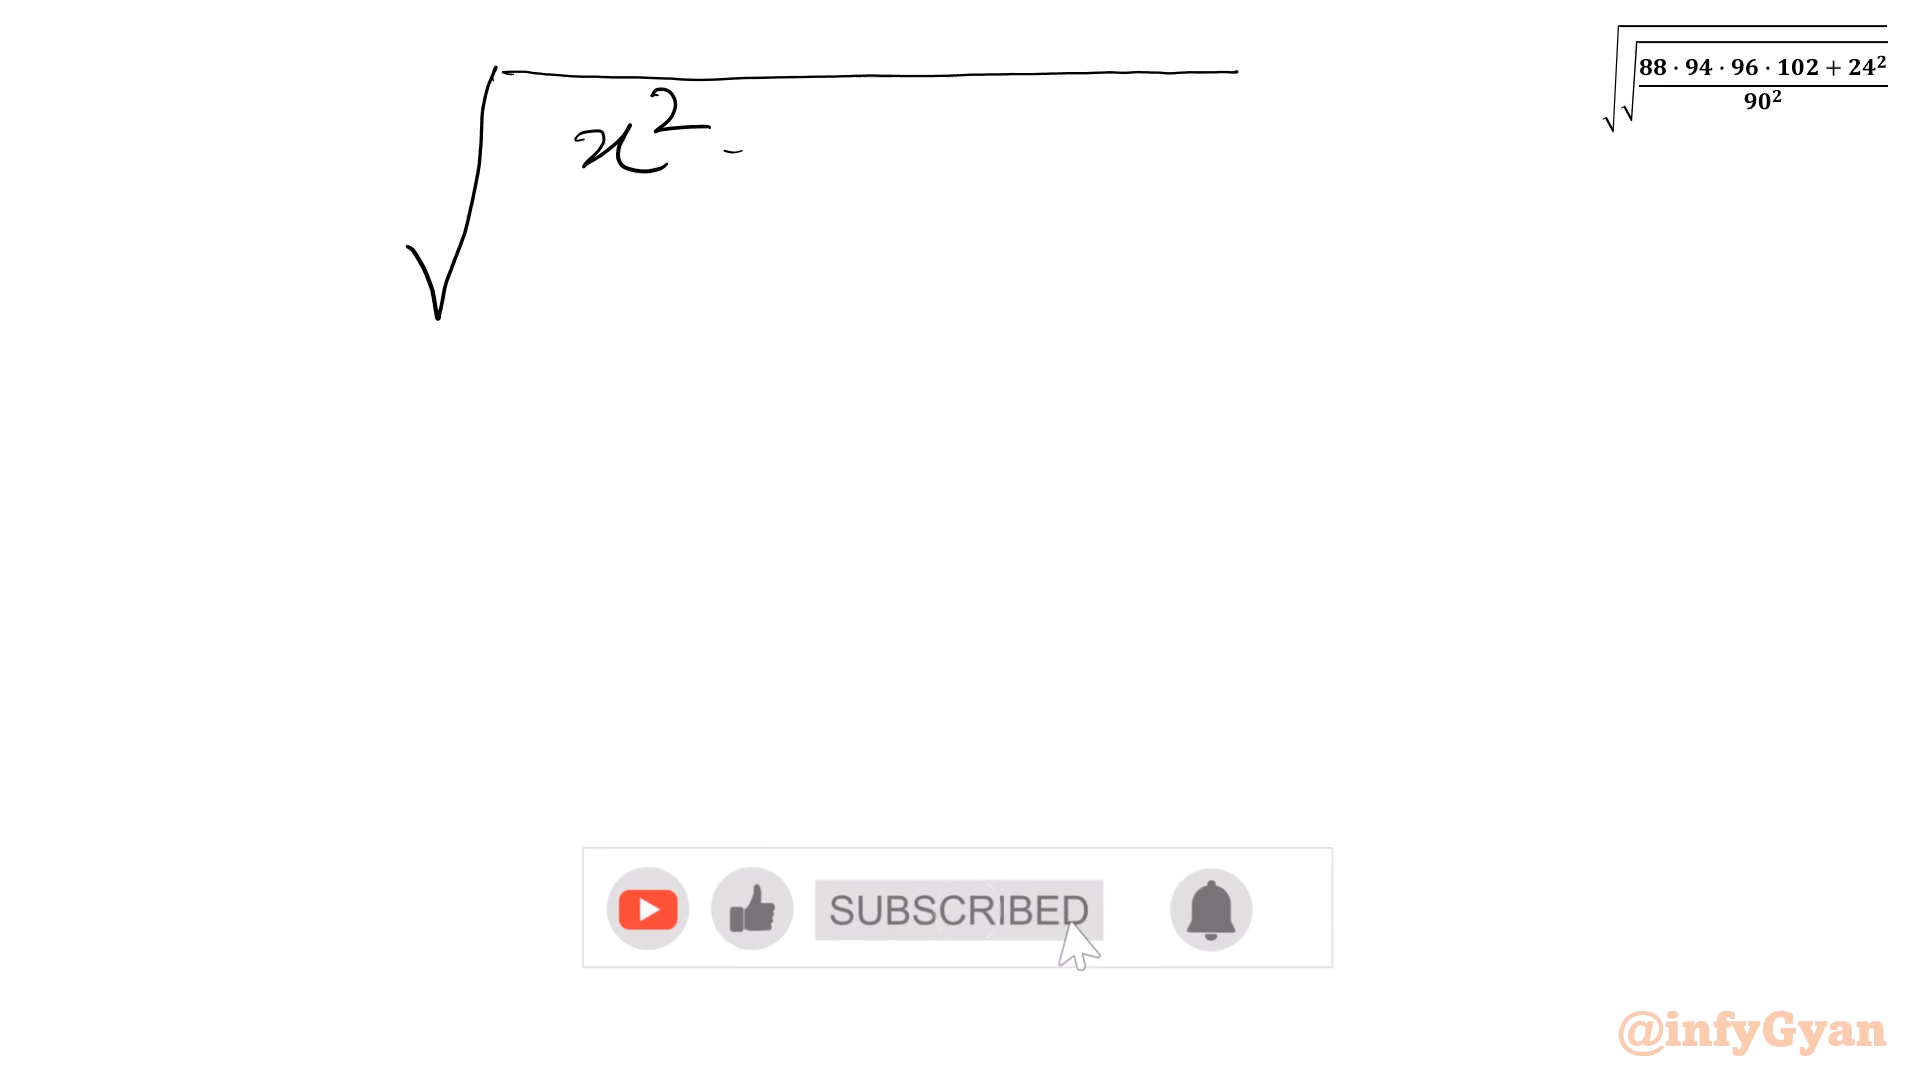 √(√((88 · 94 · 96 · 102 + 24²)/90²))
√(x² -
SUBSCRIBED
@infyGyan